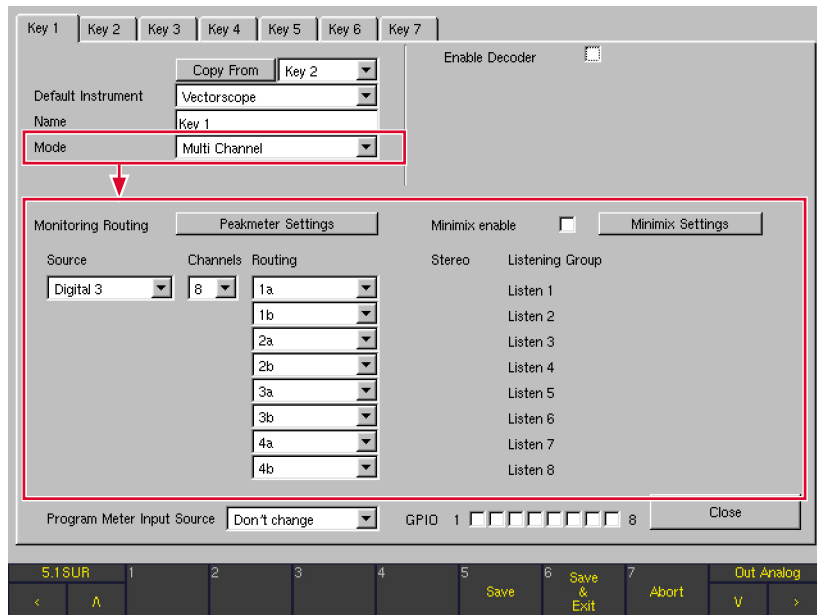 Key 1 Key 2 Key 3 Key 4 Key 5 Key 6 Key 7
Copy From Key 2
Enable Decoder
Default Instrument Vectorscope
Name Key 1
Mode Multi Channel
Monitoring Routing Peakmeter Settings Minimix enable Minimix Settings
Source Channels Routing Stereo Listening Group
Digital 3 8 1a Listen 1
1b Listen 2
2a Listen 3
2b Listen 4
3a Listen 5
3b Listen 6
4a Listen 7
4b Listen 8
Program Meter Input Source Don't change GPIO 1 8 Close
5.1SUR 1 2 3 4 5 Save 6 Save & Exit 7 Abort Out Analog
< Λ V >